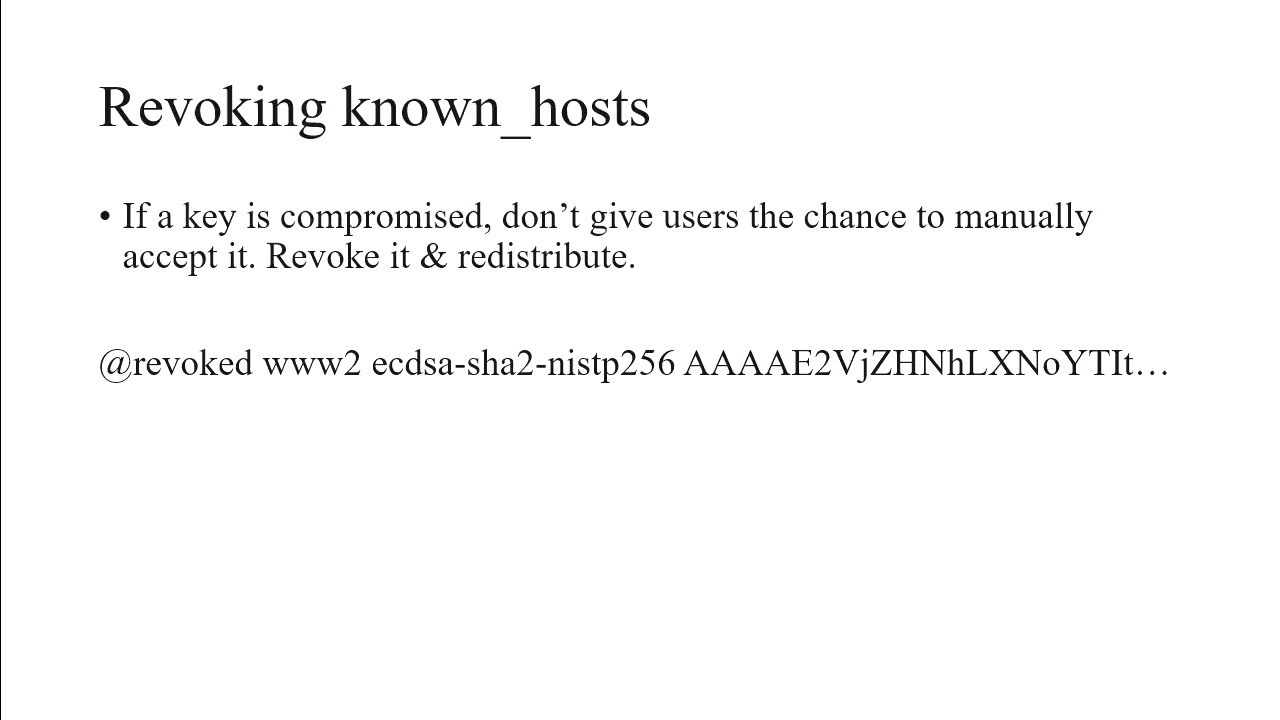 Revoking known_hosts
• If a key is compromised, don’t give users the chance to manually
accept it. Revoke it & redistribute.
@revoked www2 ecdsa-sha2-nistp256 AAAAE2VjZHNhLXNoYTIt…